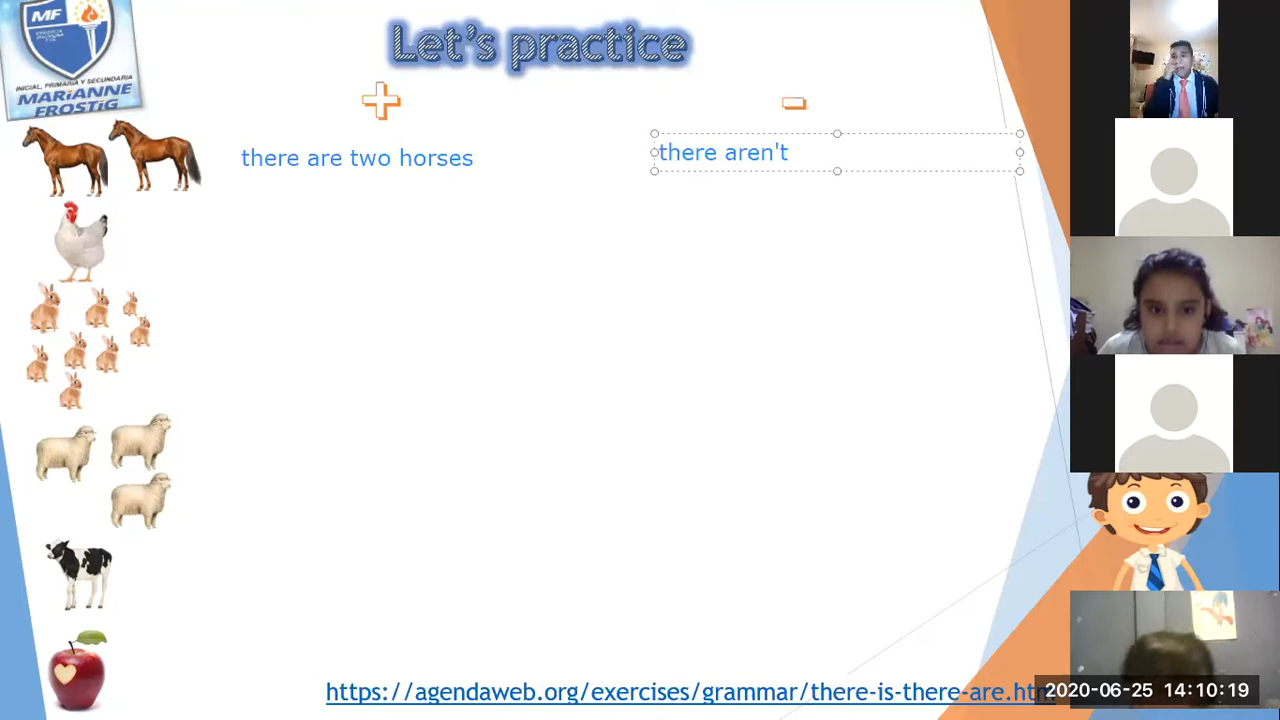 MF
INICIAL, PRIMARIA Y SECUNDARIA
MARIANNE
FROSTIG
Let's practice
there are two horses
there aren't
https://agendaweb.org/exercises/grammar/there-is-there-are.htm
2020-06-25 14:10:19